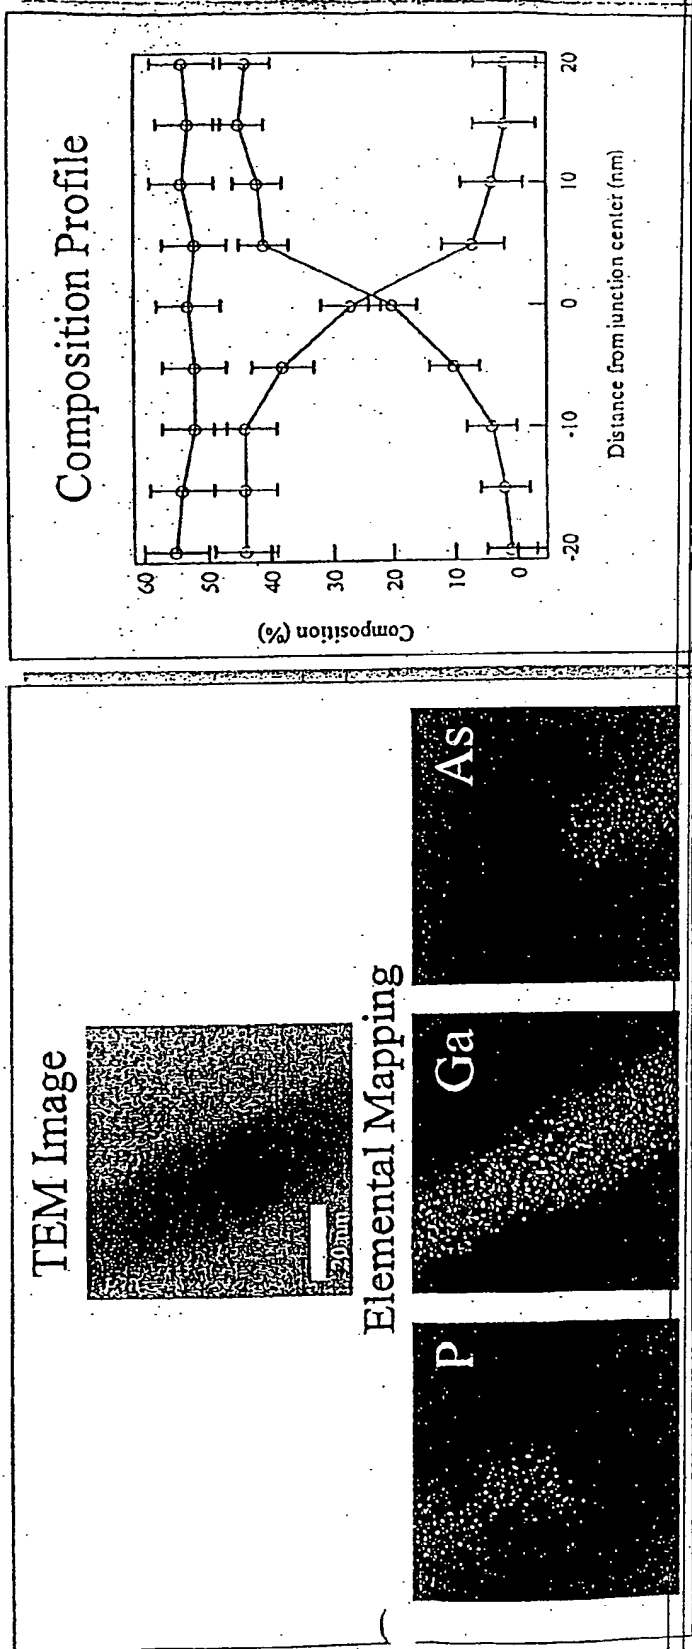 TEM Image
20nm
Elemental Mapping
P
Ga
As
Composition Profile
Composition (%)
60
50
40
30
20
10
0
-20
-10
0
10
20
Distance from junction center (nm)